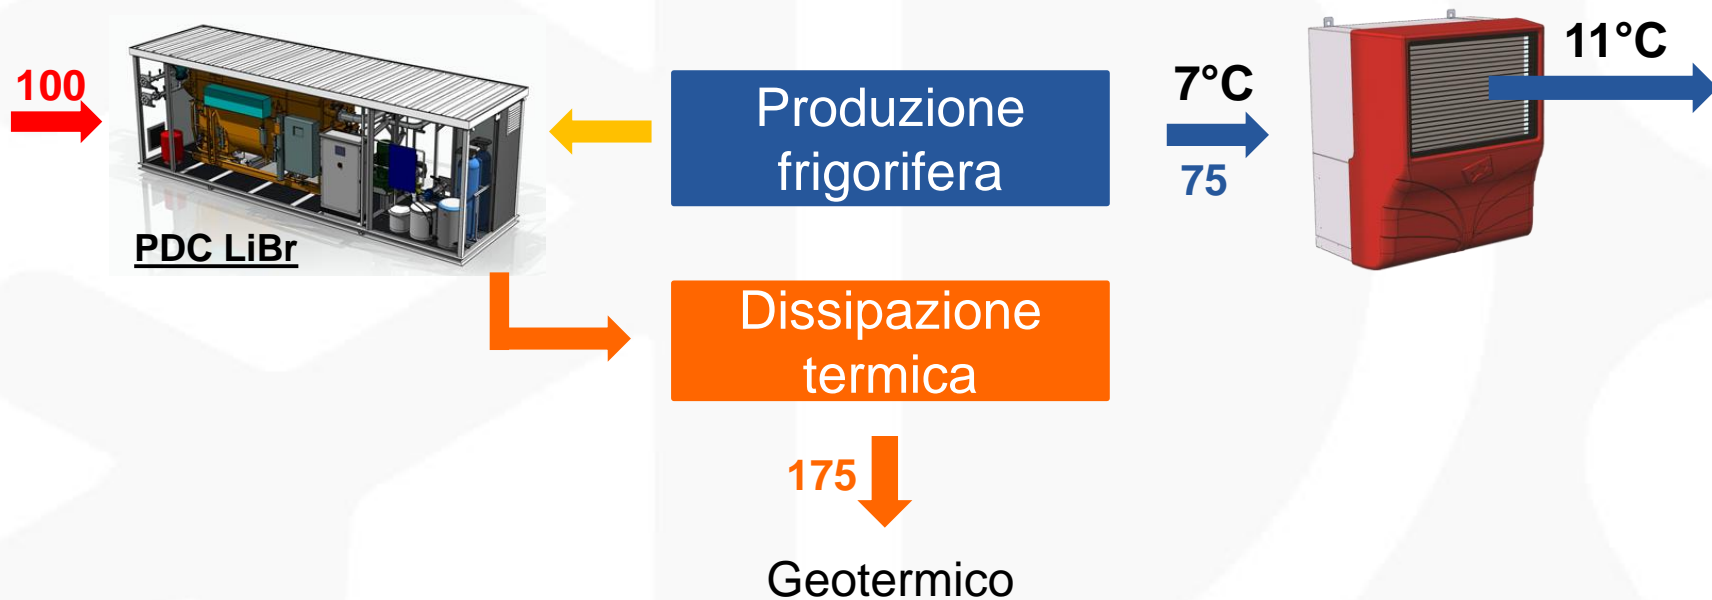 100
PDC LiBr
Produzione
frigorifera
7°C
75
11°C
Dissipazione
termica
175
Geotermico